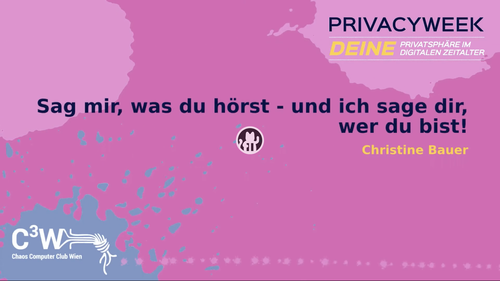 PRIVACYWEEK
DEINE PRIVATSPHÄRE IM
DIGITALEN ZEITALTER
Sag mir, was du hörst - und ich sage dir,
wer du bist!
Christine Bauer
C³W
Chaos Computer Club Wien